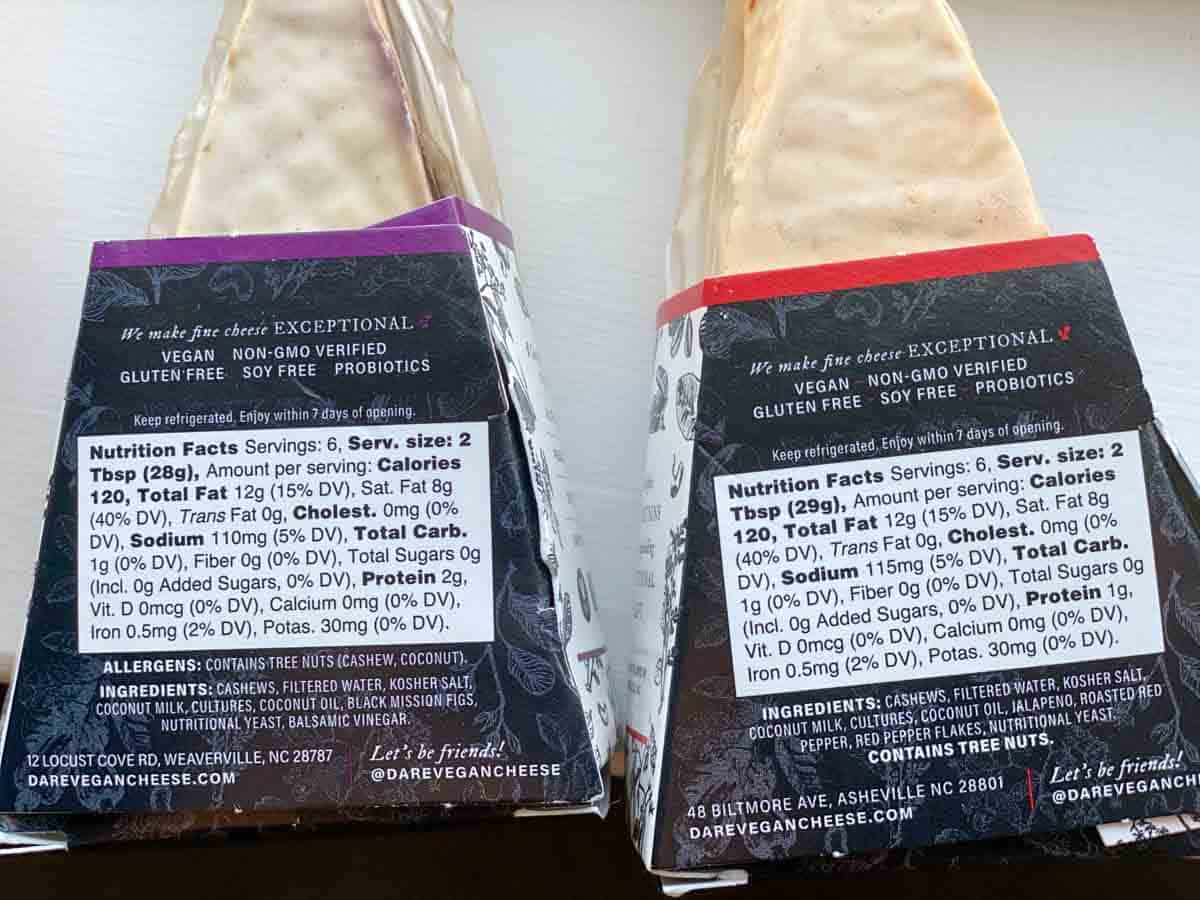 We make fine cheese EXCEPTIONAL
VEGAN NON-GMO VERIFIED
GLUTEN FREE SOY FREE PROBIOTICS
Keep refrigerated. Enjoy within 7 days of opening.
Nutrition Facts Servings: 6, Serv. size: 2
Tbsp (28g), Amount per serving: Calories
120, Total Fat 12g (15% DV), Sat. Fat 8g
(40% DV), Trans Fat 0g, Cholest. 0mg (0%
DV), Sodium 110mg (5% DV), Total Carb.
1g (0% DV), Fiber 0g (0% DV), Total Sugars 0g
(Incl. 0g Added Sugars, 0% DV), Protein 2g,
Vit. D 0mcg (0% DV), Calcium 0mg (0% DV),
Iron 0.5mg (2% DV), Potas. 30mg (0% DV).
ALLERGENS: CONTAINS TREE NUTS (CASHEW, COCONUT).
INGREDIENTS: CASHEWS, FILTERED WATER, KOSHER SALT,
COCONUT MILK, CULTURES, COCONUT OIL, BLACK MISSION FIGS,
NUTRITIONAL YEAST, BALSAMIC VINEGAR.
12 LOCUST COVE RD, WEAVERVILLE, NC 28787
DAREVEGANCHEESE.COM
Let's be friends!
@DAREVEGANCHEESE
We make fine cheese EXCEPTIONAL
VEGAN NON-GMO VERIFIED
GLUTEN FREE SOY FREE PROBIOTICS
Keep refrigerated. Enjoy within 7 days of opening.
Nutrition Facts Servings: 6, Serv. size: 2
Tbsp (29g), Amount per serving: Calories
120, Total Fat 12g (15% DV), Sat. Fat 8g
(40% DV), Trans Fat 0g, Cholest. 0mg (0%
DV), Sodium 115mg (5% DV), Total Carb.
1g (0% DV), Fiber 0g (0% DV), Total Sugars 0g
(Incl. 0g Added Sugars, 0% DV), Protein 1g,
Vit. D 0mcg (0% DV), Calcium 0mg (0% DV),
Iron 0.5mg (2% DV), Potas. 30mg (0% DV).
INGREDIENTS: CASHEWS, FILTERED WATER, KOSHER SALT,
COCONUT MILK, CULTURES, COCONUT OIL, JALAPENO, ROASTED RED
PEPPER, RED PEPPER FLAKES, NUTRITIONAL YEAST.
CONTAINS TREE NUTS.
48 BILTMORE AVE, ASHEVILLE NC 28801
DAREVEGANCHEESE.COM
Let's be friends!
@DAREVEGANCH